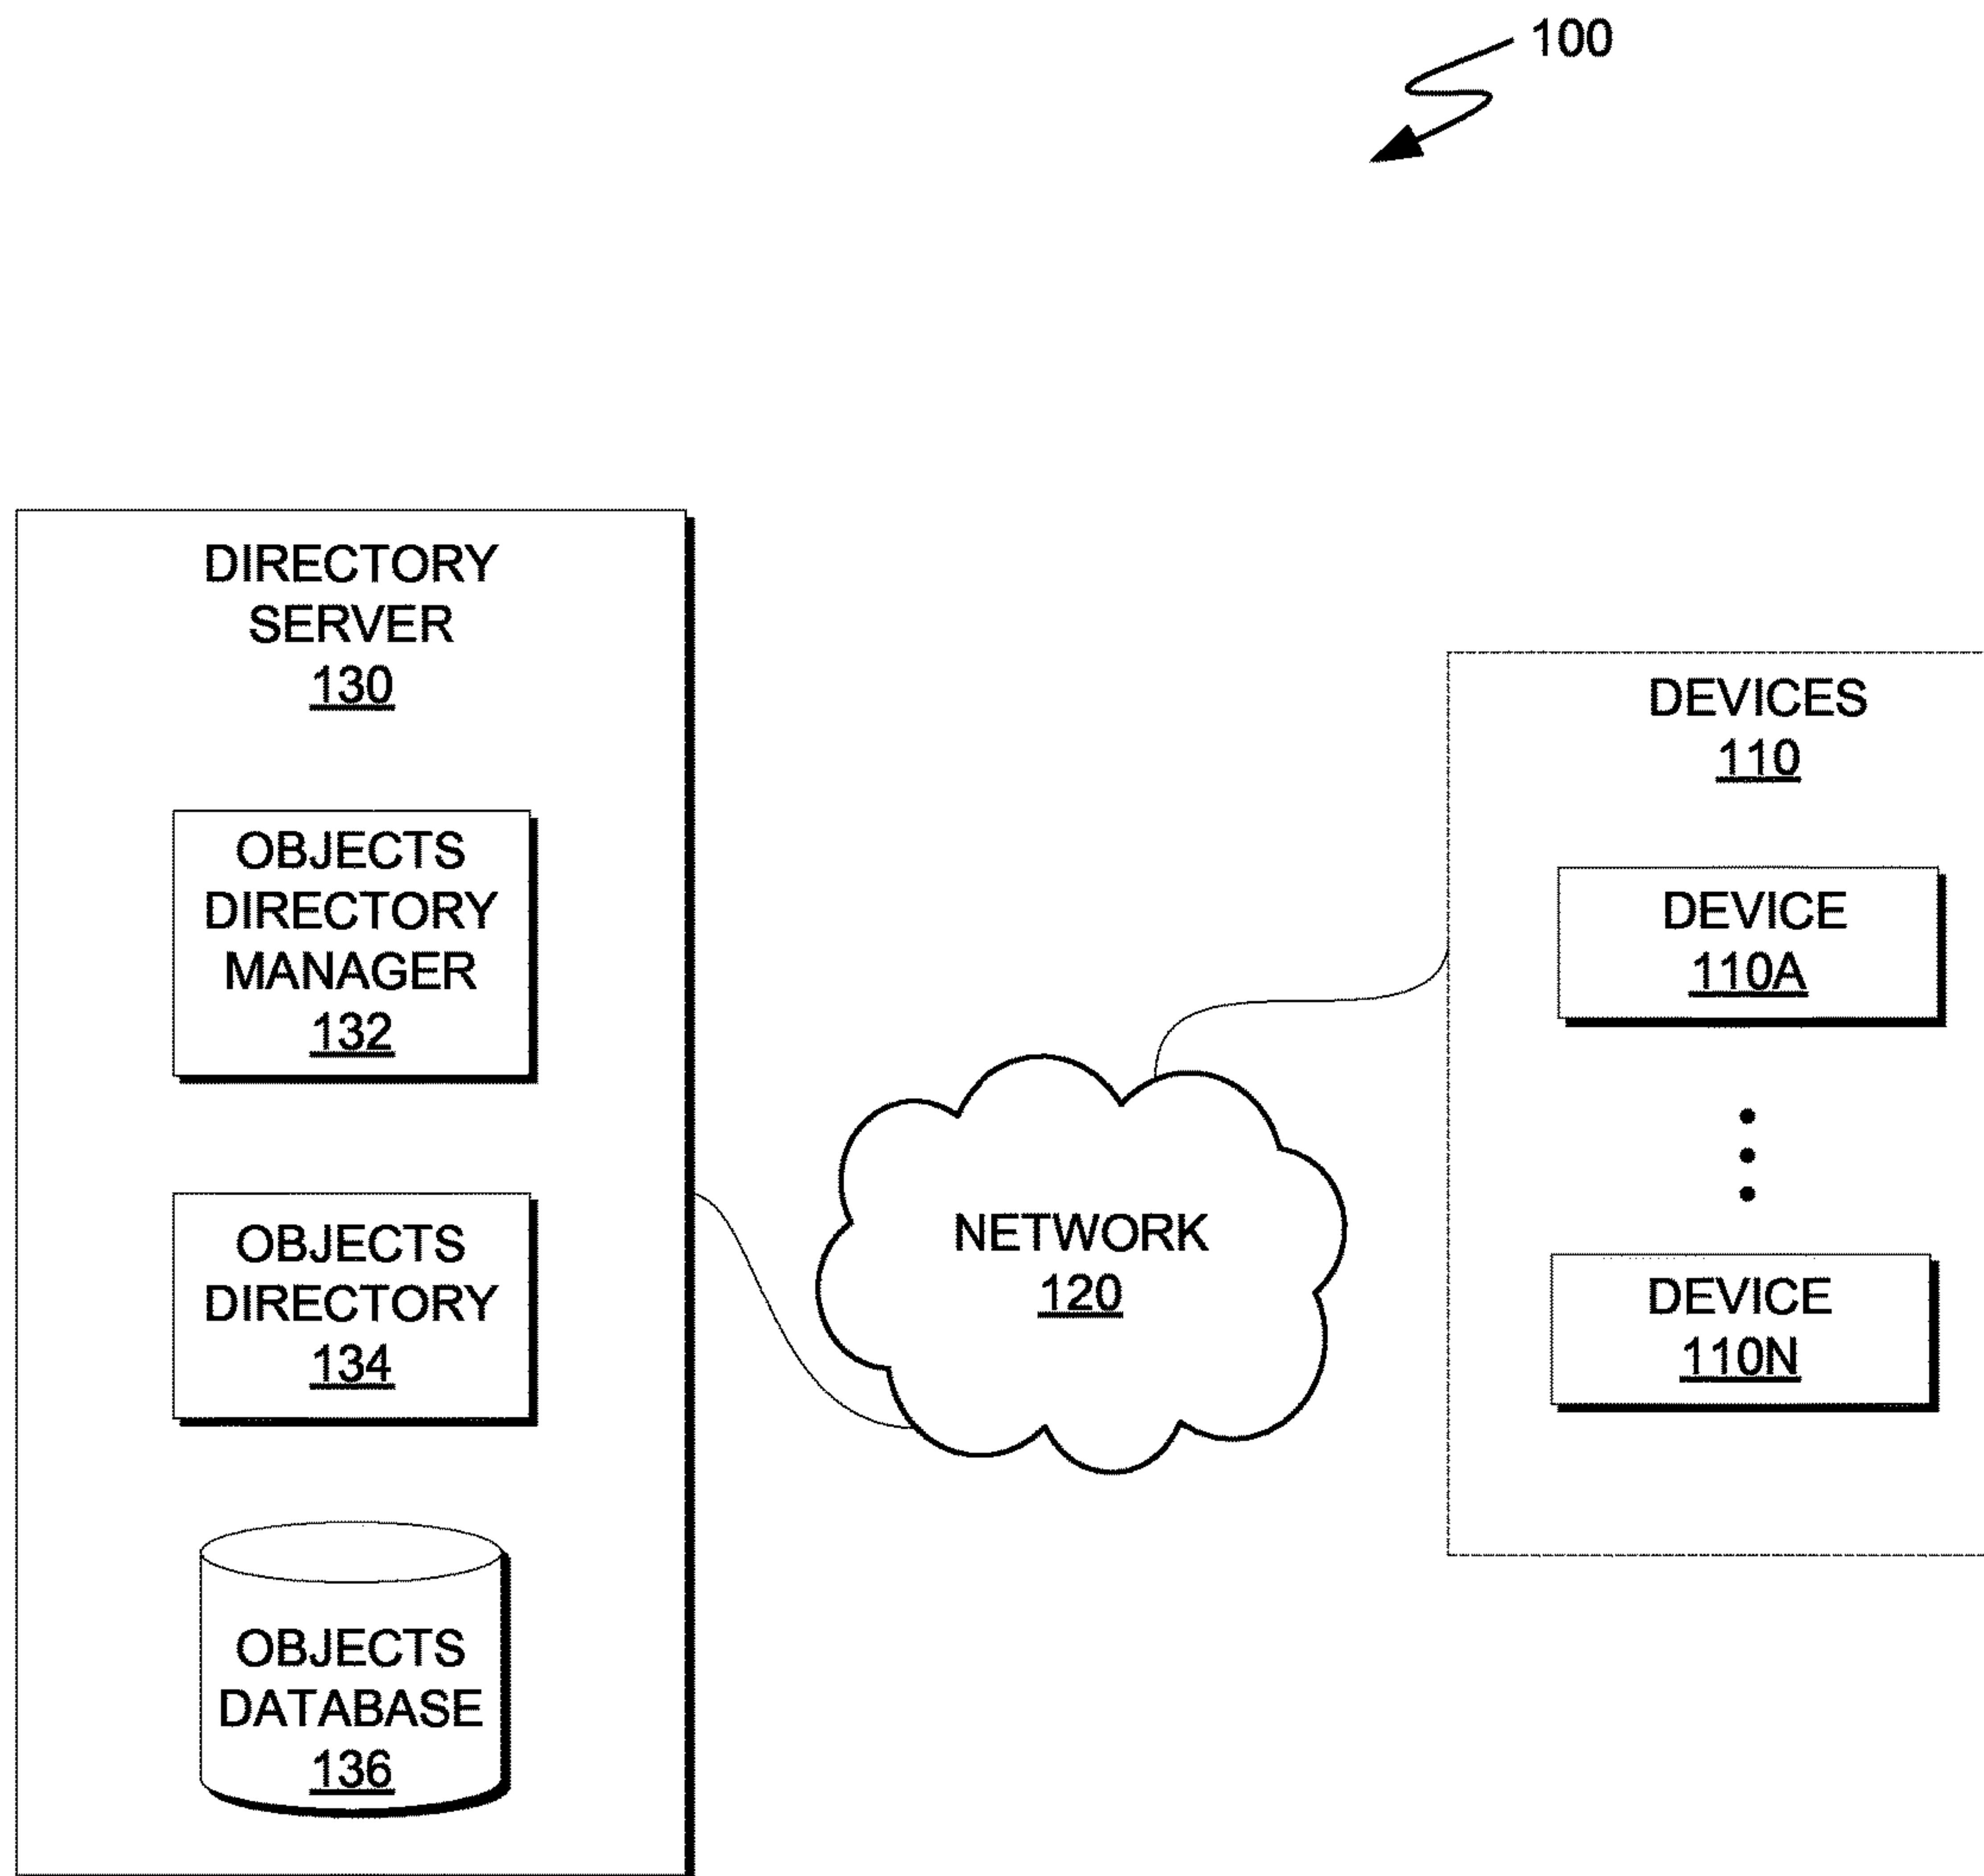 100
DIRECTORY
SERVER
130
OBJECTS
DIRECTORY
MANAGER
132
OBJECTS
DIRECTORY
134
OBJECTS
DATABASE
136
NETWORK
120
DEVICES
110
DEVICE
110A
DEVICE
110N